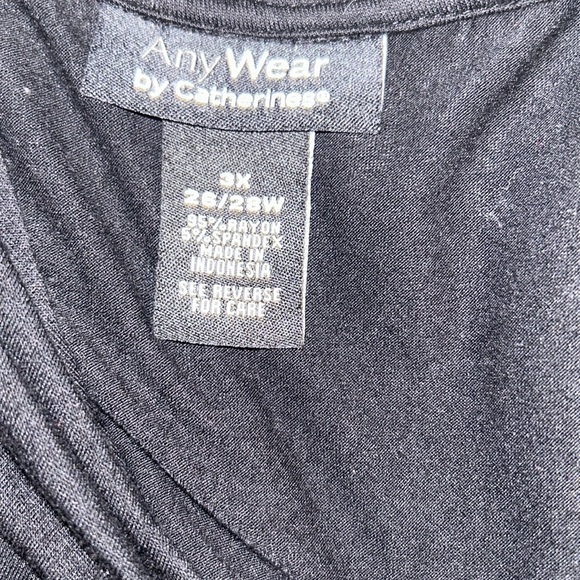 AnyWear
by Catherines®
3X
26/28W
95% RAYON
5% SPANDEX
MADE IN
INDONESIA
SEE REVERSE
FOR CARE